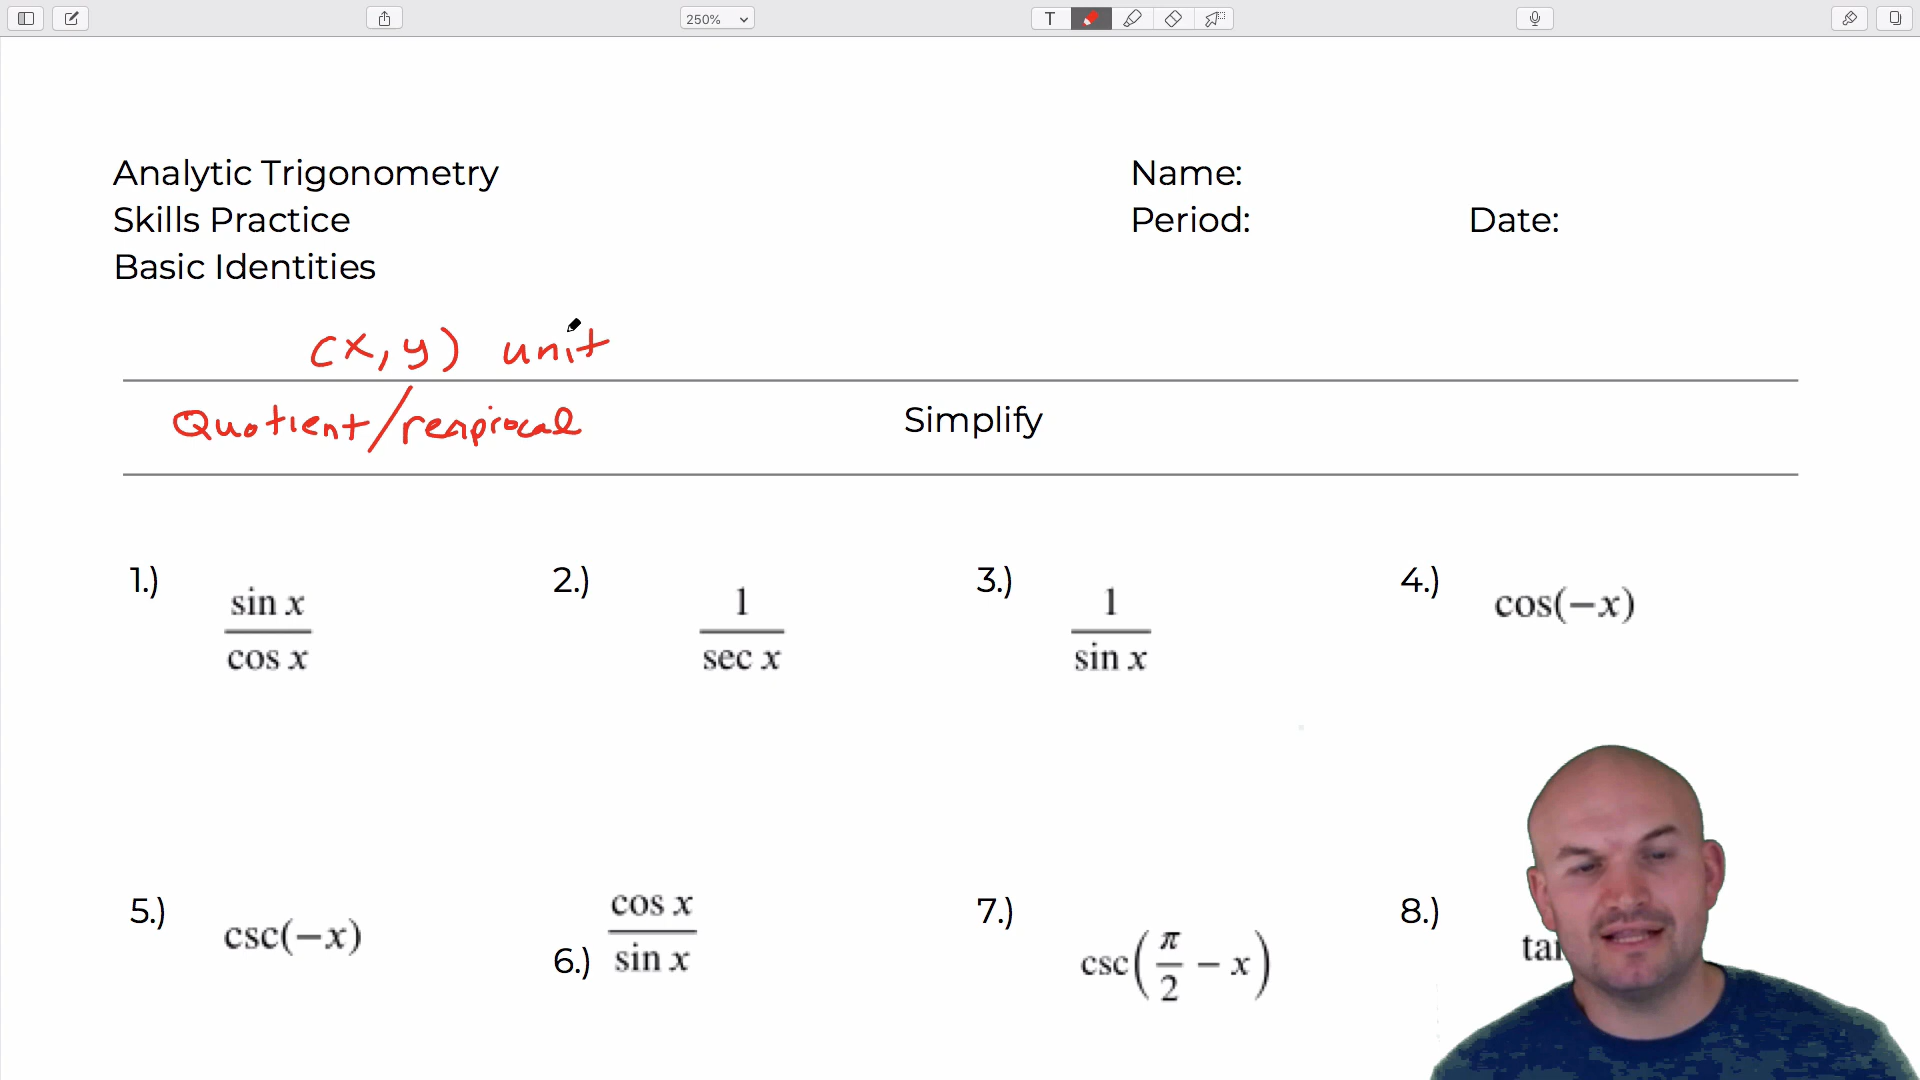 250%
T
Analytic Trigonometry
Name:
Skills Practice
Period:
Date:
Basic Identities
(x, y) unit
Quotient/reciprocal
Simplify
1.) sin x / cos x
2.) 1 / sec x
3.) 1 / sin x
4.) cos(−x)
5.) csc(−x)
6.) cos x / sin x
7.) csc(π/2 − x)
8.)